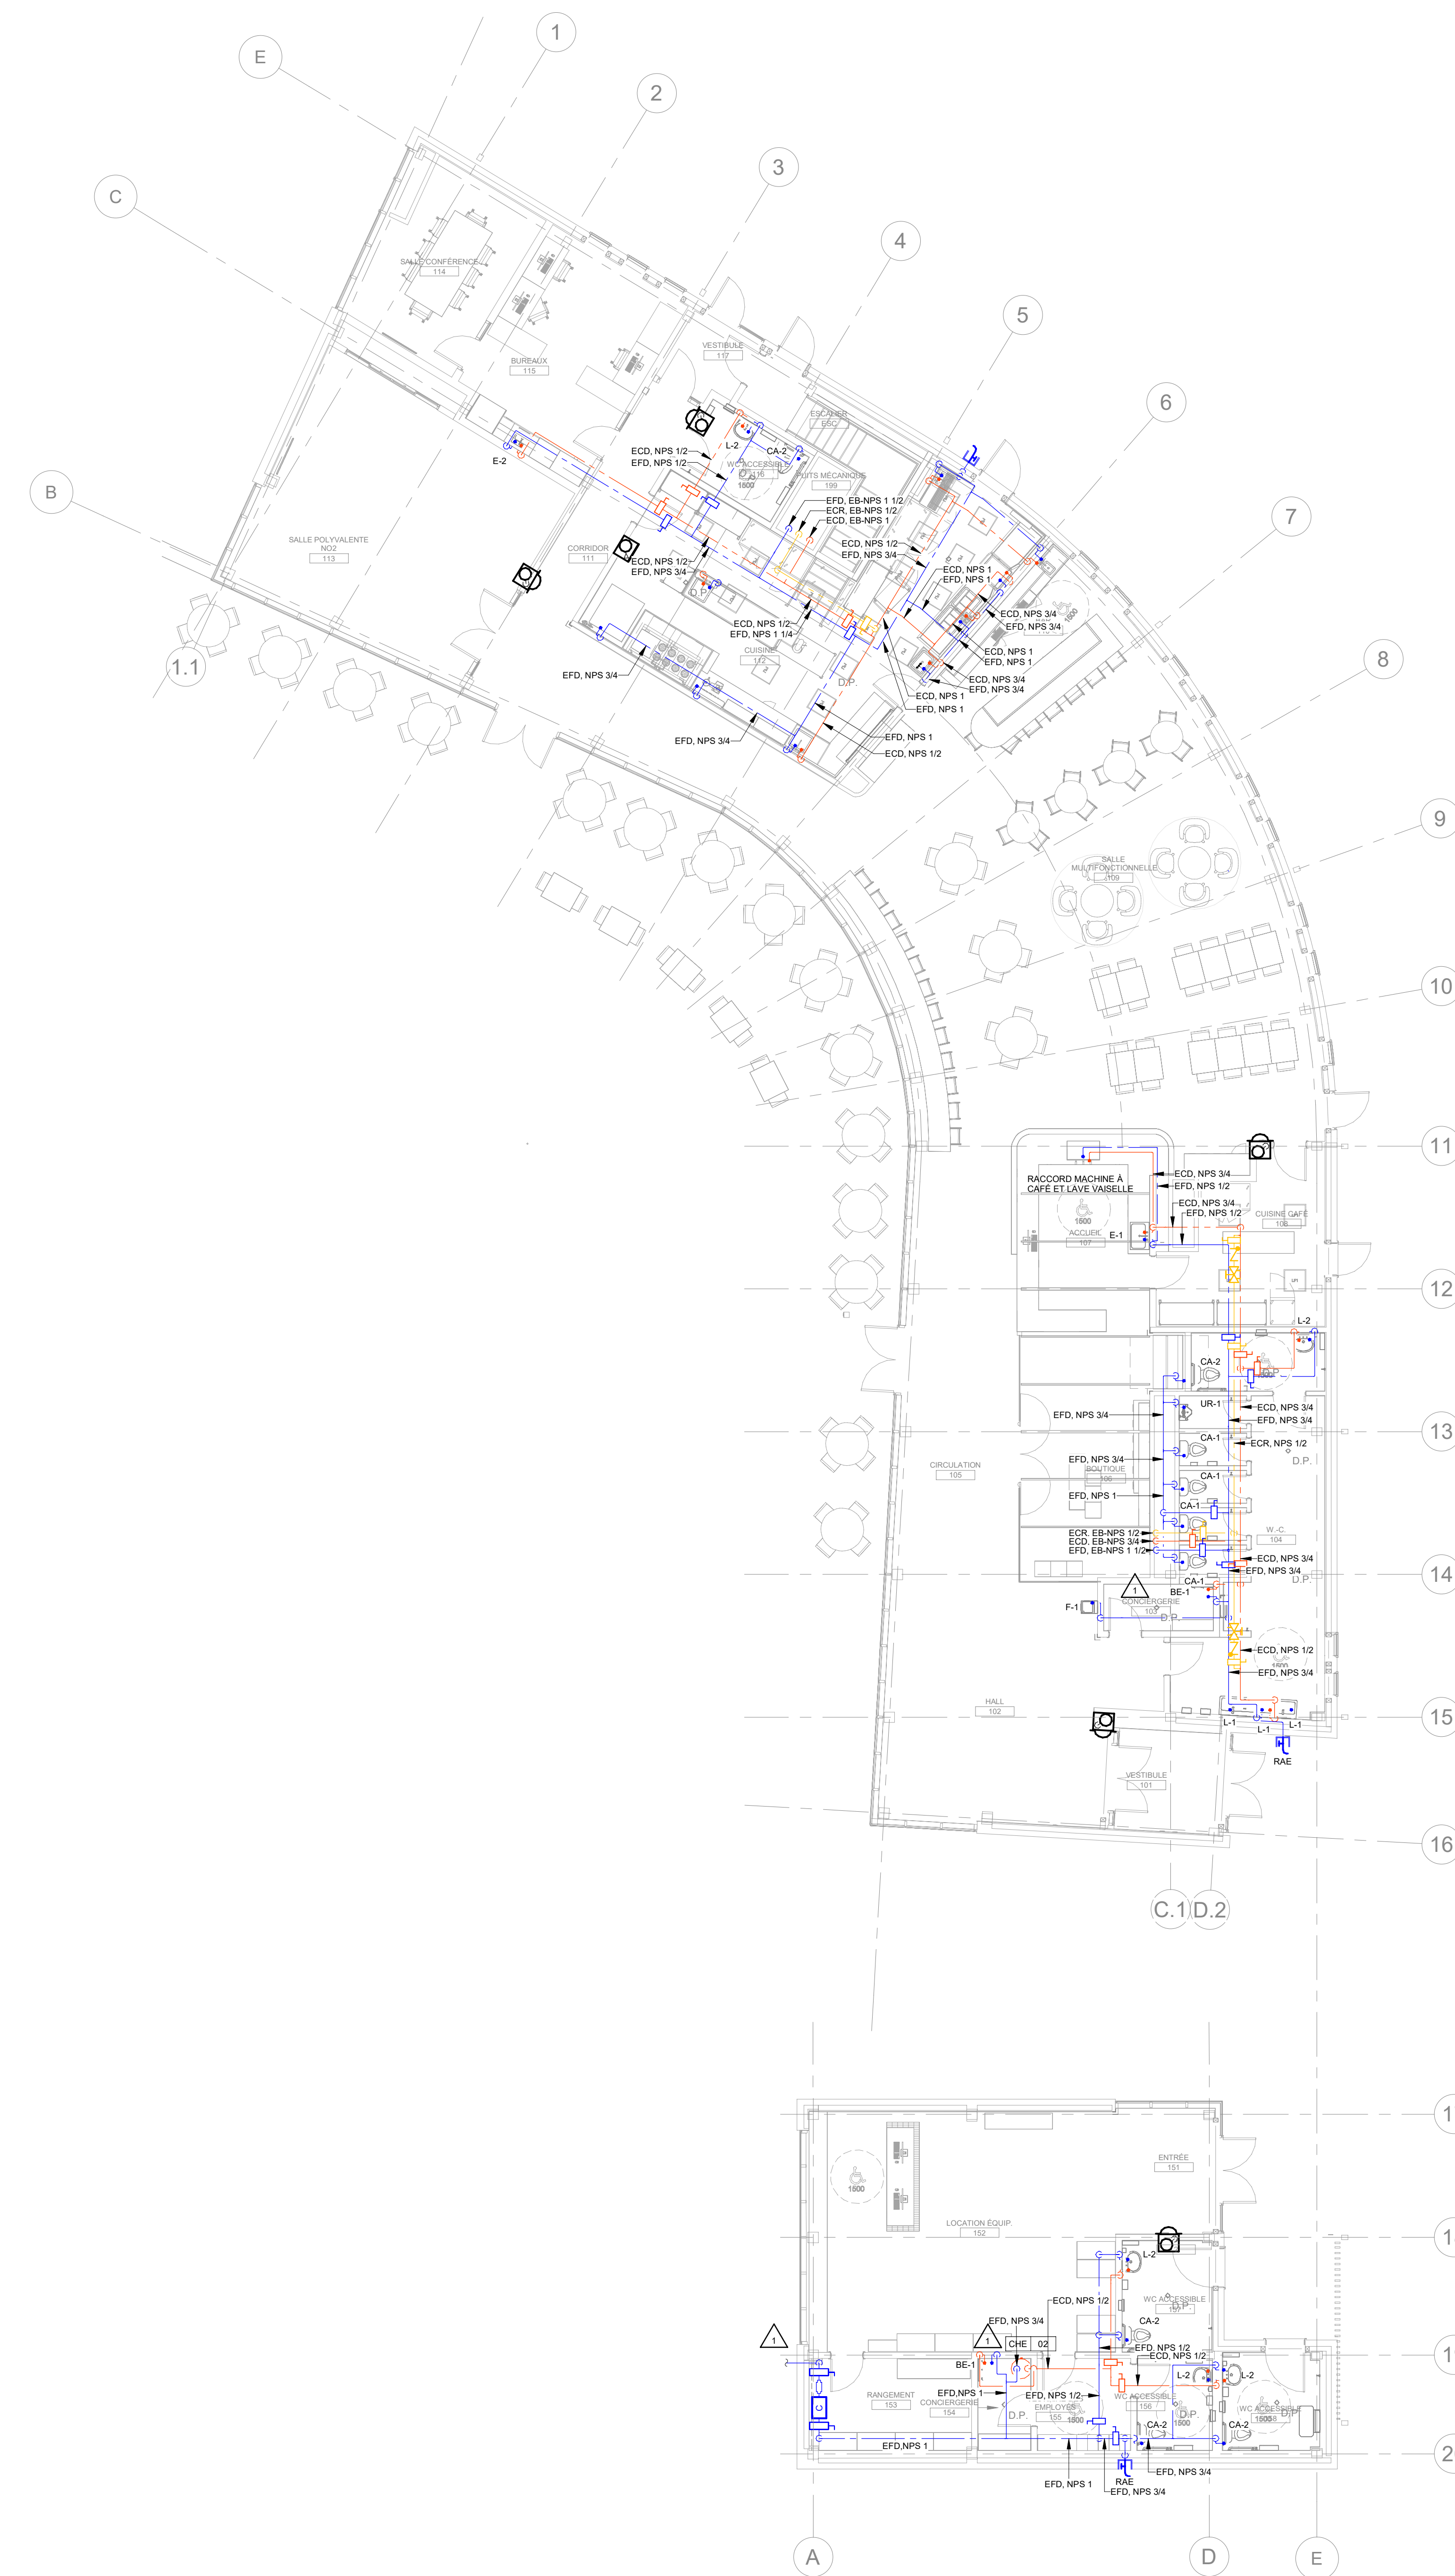 1
E
2
3
C
4
5
6
B
7
8
1.1
9
10
11
12
13
14
15
16
C.1
D.2
SALLE CONFÉRENCE
114
BUREAUX
115
VESTIBULE
117
ESCALIER
ESC
L-2
CA-2
E-2
ECD, NPS 1/2
EFD, NPS 1/2
WC ACCESSIBLE
116
1500
PUITS MÉCANIQUE
199
EFD, EB-NPS 1 1/2
ECR, EB-NPS 1/2
ECD, EB-NPS 1
SALLE POLYVALENTE
NO2
113
CORRIDOR
111
ECD, NPS 1/2
EFD, NPS 3/4
ECD, NPS 1/2
EFD, NPS 3/4
D.P.
ECD, NPS 1
EFD, NPS 1
1500
ECD, NPS 3/4
EFD, NPS 3/4
ECD, NPS 1/2
EFD, NPS 1 1/4
ECD, NPS 1
EFD, NPS 1
CUISINE
112
D.P.
ECD, NPS 3/4
EFD, NPS 3/4
EFD, NPS 3/4
ECD, NPS 1
EFD, NPS 1
EFD, NPS 3/4
EFD, NPS 1
ECD, NPS 1/2
SALLE
MULTIFONCTIONNELLE
109
RACCORD MACHINE À
CAFÉ ET LAVE VAISELLE
1500
ACCUEIL
107
E-1
ECD, NPS 3/4
EFD, NPS 1/2
ECD, NPS 3/4
EFD, NPS 1/2
CUISINE CAFÉ
108
L-2
CA-2
D.P.
1500
UR-1
ECD, NPS 3/4
EFD, NPS 3/4
EFD, NPS 3/4
CA-1
ECR, NPS 1/2
D.P.
CIRCULATION
105
EFD, NPS 3/4
BOUTIQUE
106
CA-1
EFD, NPS 1
CA-1
ECR. EB-NPS 1/2
ECD. EB-NPS 3/4
EFD, EB-NPS 1 1/2
W.-C.
104
ECD, NPS 3/4
EFD, NPS 3/4
D.P.
CA-1
BE-1
1
F-1
CONCIERGERIE
103
D.P.
ECD, NPS 1/2
1500
EFD, NPS 3/4
HALL
102
L-1
L-1
L-1
RAE
VESTIBULE
101
ENTRÉE
151
1500
LOCATION ÉQUIP.
152
L-2
WC ACCESSIBLE
157
D.P.
ECD, NPS 1/2
CA-2
EFD, NPS 3/4
1
1
CHE 02
EFD, NPS 1/2
ECD, NPS 1/2
BE-1
L-2
L-2
C
RANGEMENT
153
CONCIERGERIE
154
EFD,NPS 1
D.P.
EFD, NPS 1/2
EMPLOYÉS
155
1500
WC ACCESSIBLE
156
D.P.
1500
WC ACCESSIBLE
158
1500
D.P.
CA-2
CA-2
EFD,NPS 1
EFD, NPS 1
RAE
EFD, NPS 3/4
EFD, NPS 3/4
A
D
E